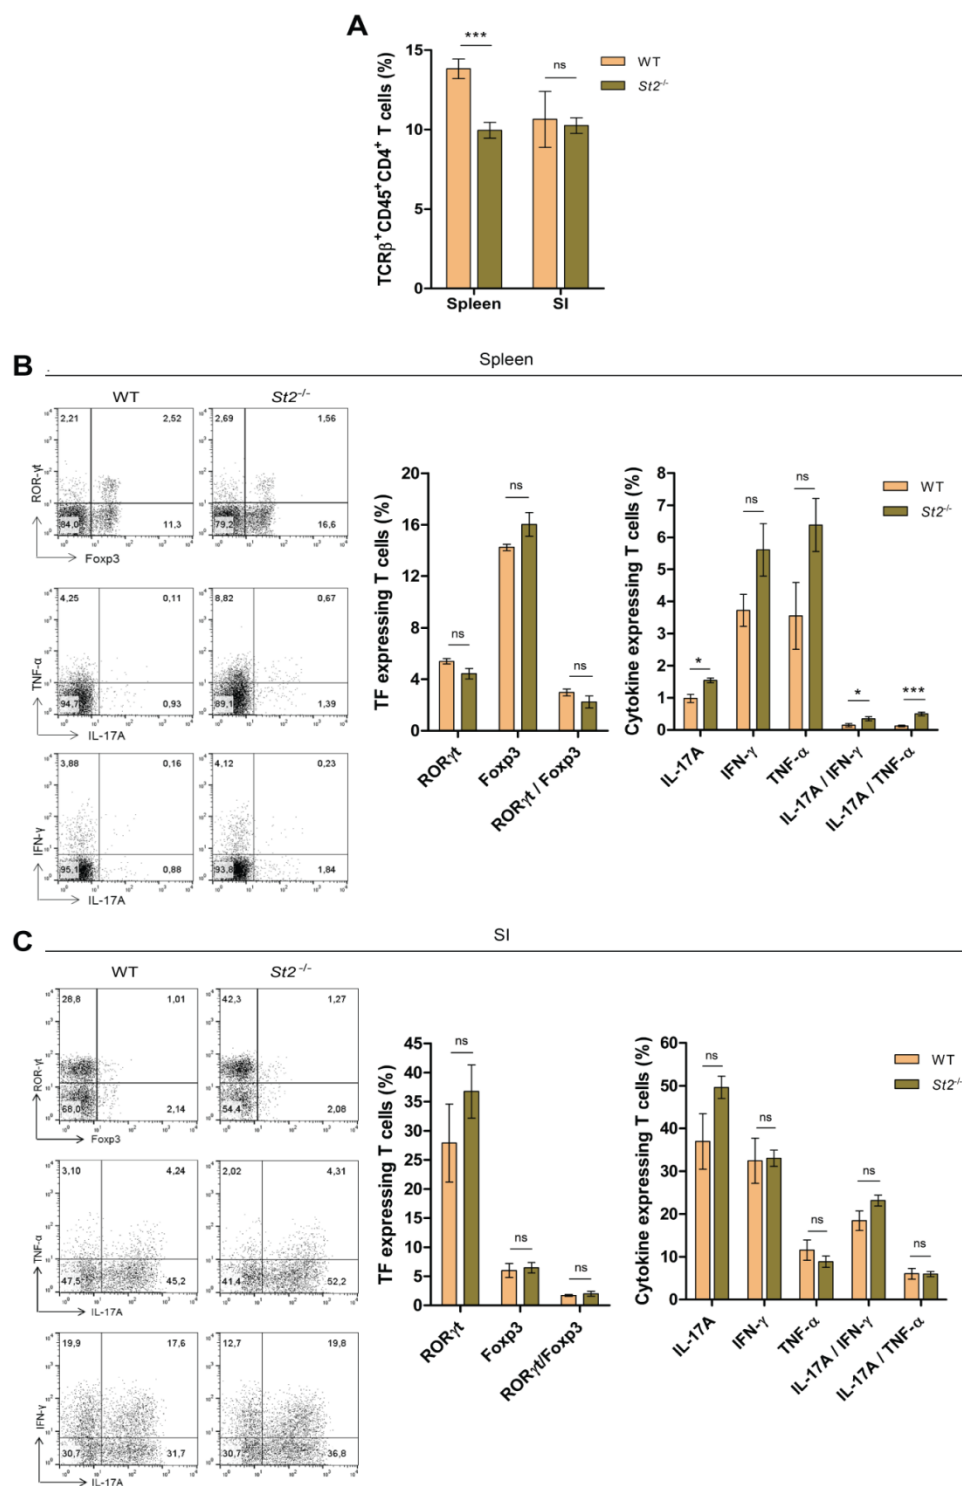 A
TCRβ⁺CD45⁺CD4⁺ T cells (%)
15
10
5
0
***
ns
WT
St2⁻/⁻
Spleen
SI
B
Spleen
WT
St2⁻/⁻
2,21
2,52
84,0
11,3
2,69
1,56
79,2
16,6
ROR-γt
Foxp3
4,25
0,11
94,7
0,93
8,82
0,67
89,1
1,39
TNF-α
IL-17A
3,88
0,16
95,1
0,88
4,12
0,23
93,8
1,84
IFN-γ
IL-17A
TF expressing T cells (%)
20
16
12
8
4
0
ns
ns
ns
RORγt
Foxp3
RORγt / Foxp3
Cytokine expressing T cells (%)
8
7
6
5
4
3
2
1
0
*
ns
ns
*
***
WT
St2⁻/⁻
IL-17A
IFN-γ
TNF-α
IL-17A / IFN-γ
IL-17A / TNF-α
C
SI
WT
St2⁻/⁻
28,8
1,01
68,0
2,14
42,3
1,27
54,4
2,08
ROR-γt
Foxp3
3,10
4,24
47,5
45,2
2,02
4,31
41,4
52,2
TNF-α
IL-17A
19,9
17,6
30,7
31,7
12,7
19,8
30,7
36,8
IFN-γ
IL-17A
TF expressing T cells (%)
45
40
35
30
25
20
15
10
5
0
ns
ns
ns
RORγt
Foxp3
RORγt/Foxp3
Cytokine expressing T cells (%)
60
50
40
30
20
10
0
ns
ns
ns
ns
ns
WT
St2⁻/⁻
IL-17A
IFN-γ
TNF-α
IL-17A / IFN-γ
IL-17A / TNF-α